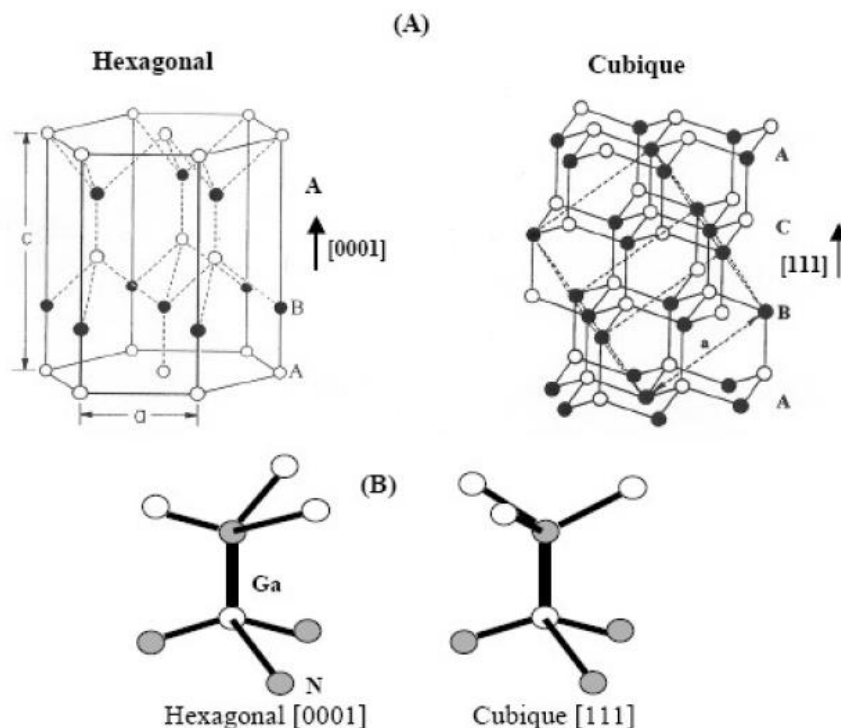 (A)
Hexagonal
Cubique
A
C
[0001]
B
A
a
A
C
[111]
B
a
A
(B)
Ga
N
Hexagonal [0001]
Cubique [111]